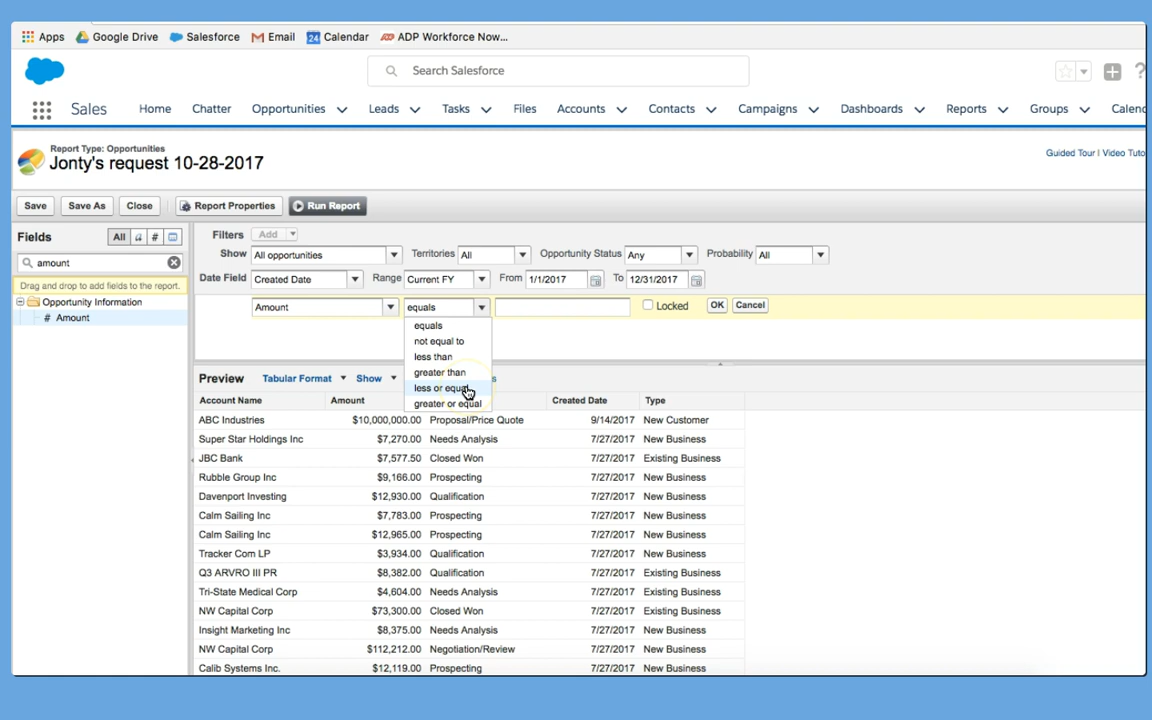 Apps Google Drive Salesforce Email 24 Calendar ADP Workforce Now...
Search Salesforce
Sales Home Chatter Opportunities Leads Tasks Files Accounts Contacts Campaigns Dashboards Reports Groups Calend
Report Type: Opportunities
Jonty's request 10-28-2017
Guided Tour | Video Tuto
Save Save As Close Report Properties Run Report
Fields All a #
Filters Add
Show All opportunities Territories All Opportunity Status Any Probability All
amount
Date Field Created Date Range Current FY From 1/1/2017 To 12/31/2017
Drag and drop to add fields to the report.
Opportunity Information
# Amount
Amount equals Locked OK Cancel
equals
not equal to
less than
greater than
less or equal
greater or equal
Preview Tabular Format Show s
Account Name Amount Created Date Type
ABC Industries $10,000,000.00 Proposal/Price Quote 9/14/2017 New Customer
Super Star Holdings Inc $7,270.00 Needs Analysis 7/27/2017 New Business
JBC Bank $7,577.50 Closed Won 7/27/2017 Existing Business
Rubble Group Inc $9,166.00 Prospecting 7/27/2017 New Business
Davenport Investing $12,930.00 Qualification 7/27/2017 New Business
Calm Sailing Inc $7,783.00 Prospecting 7/27/2017 New Business
Calm Sailing Inc $12,965.00 Prospecting 7/27/2017 New Business
Tracker Com LP $3,934.00 Qualification 7/27/2017 New Business
Q3 ARVRO III PR $8,382.00 Qualification 7/27/2017 Existing Business
Tri-State Medical Corp $4,604.00 Needs Analysis 7/27/2017 Existing Business
NW Capital Corp $73,300.00 Closed Won 7/27/2017 Existing Business
Insight Marketing Inc $8,375.00 Needs Analysis 7/27/2017 New Business
NW Capital Corp $112,212.00 Negotiation/Review 7/27/2017 New Business
Calib Systems Inc. $12,119.00 Prospecting 7/27/2017 New Business